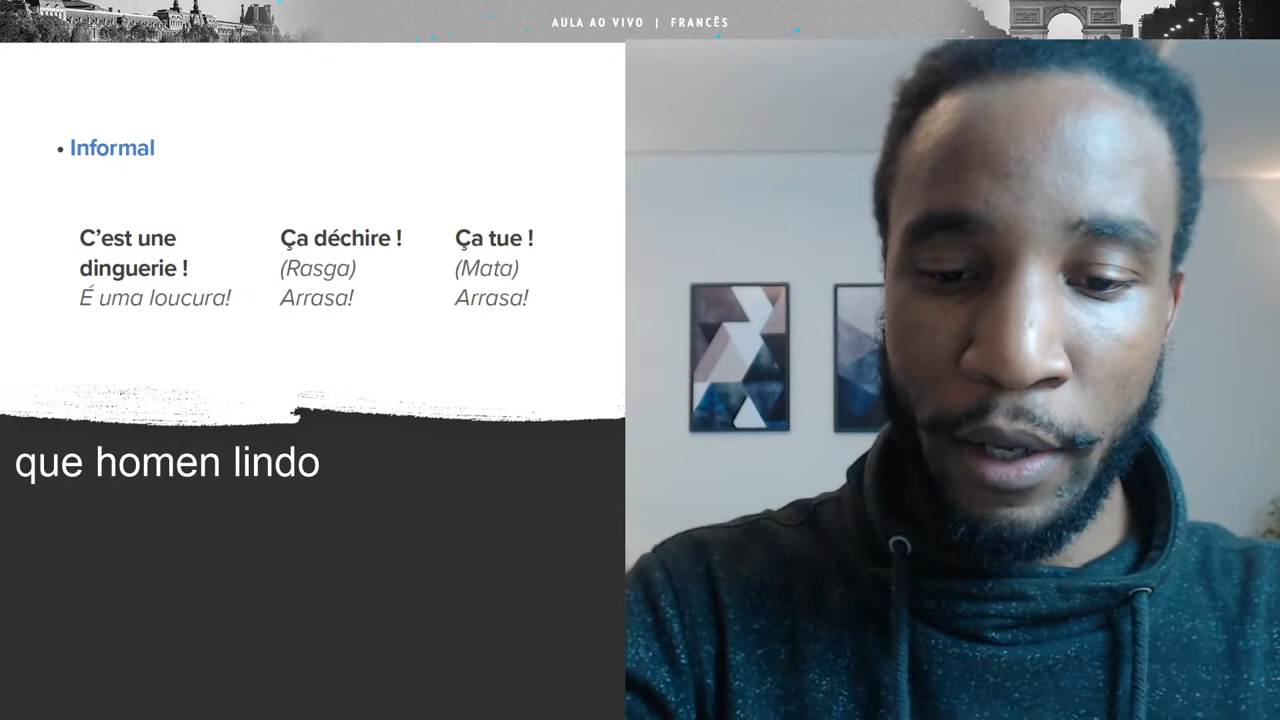 AULA AO VIVO | FRANCÊS
• Informal
C'est une
dinguerie !
É uma loucura!
Ça déchire !
(Rasga)
Arrasa!
Ça tue !
(Mata)
Arrasa!
que homen lindo